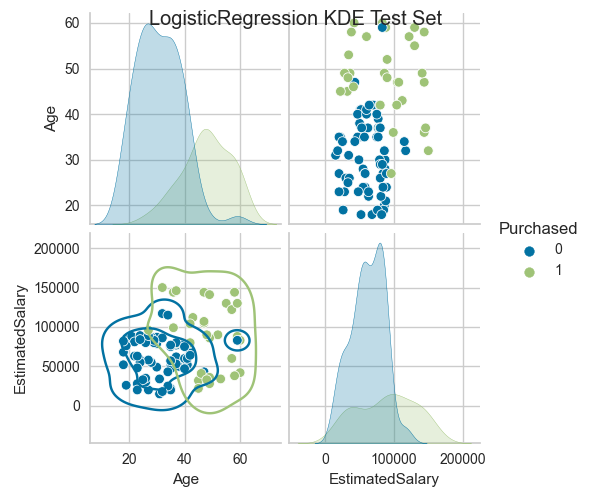 LogisticRegression KDE Test Set
60
50
40
30
20
Age
200000
150000
100000
50000
0
EstimatedSalary
20 40 60
Age
0 100000 200000
EstimatedSalary
Purchased
0
1